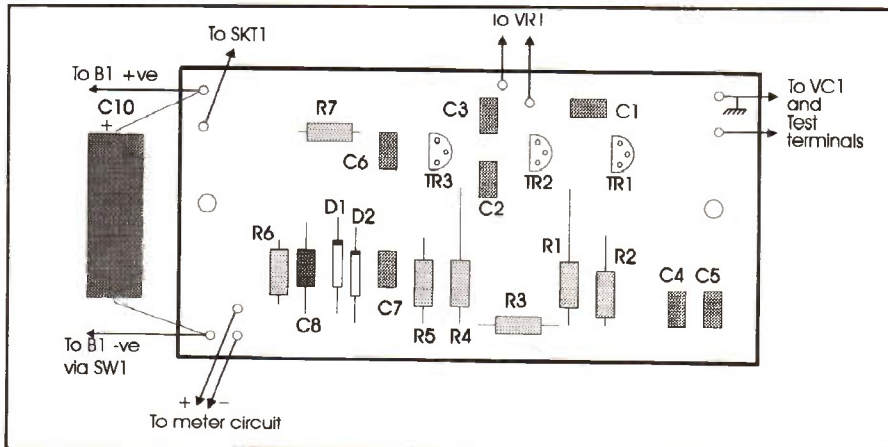 To VR1
To SKT1
To B1 +ve
C10
+
R7
C3
C1
To VC1
and
Test
terminals
C6
TR3
TR2
TR1
C2
D1
D2
R6
R1
R2
C8
C7
R5
R4
R3
C4
C5
To B1 -ve
via SW1
+ -
To meter circuit